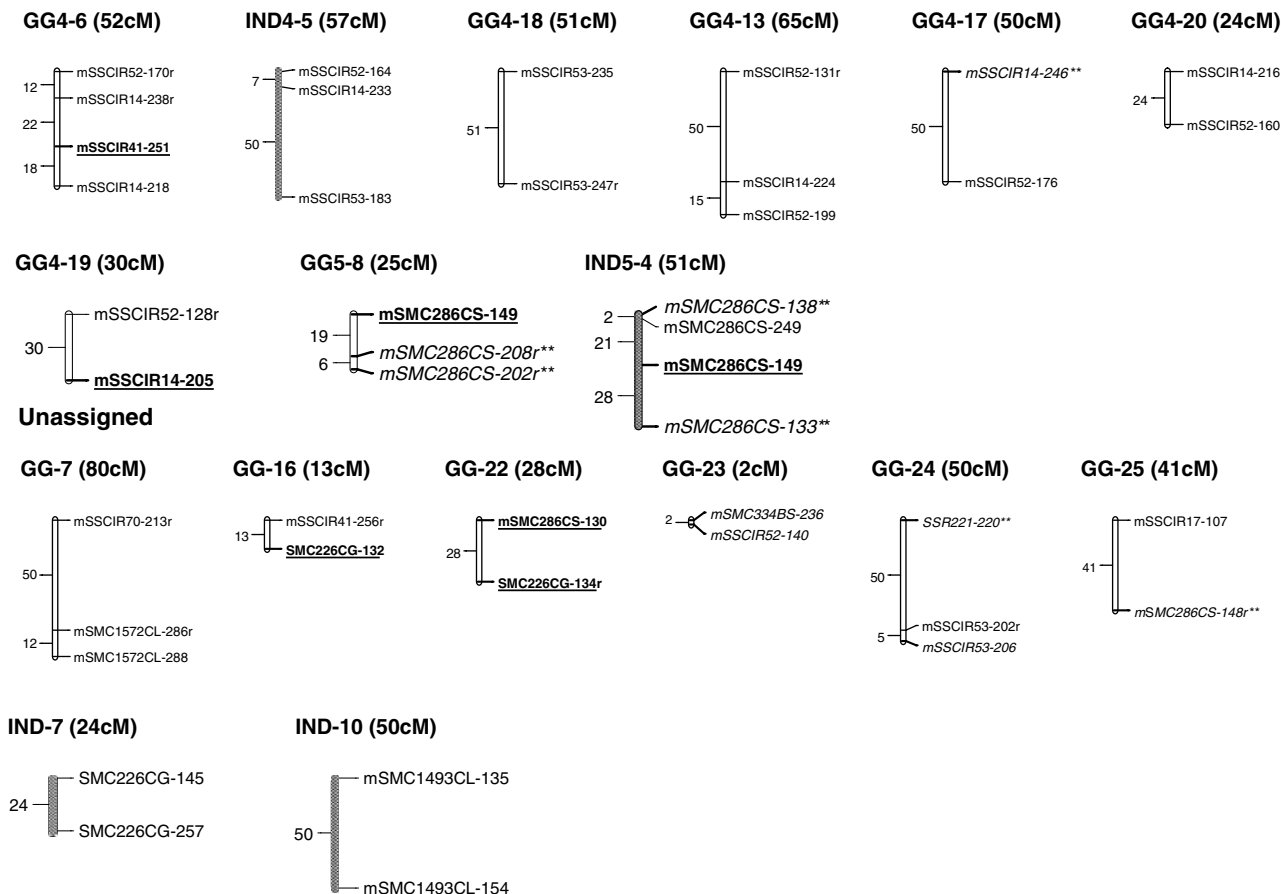 GG4-6 (52cM)
mSSCIR52-170r
12
mSSCIR14-238r
22
mSSCIR41-251
18
mSSCIR14-218
IND4-5 (57cM)
mSSCIR52-164
7
mSSCIR14-233
50
mSSCIR53-183
GG4-18 (51cM)
mSSCIR53-235
51
mSSCIR53-247r
GG4-13 (65cM)
mSSCIR52-131r
50
mSSCIR14-224
15
mSSCIR52-199
GG4-17 (50cM)
mSSCIR14-246**
50
mSSCIR52-176
GG4-20 (24cM)
mSSCIR14-216
24
mSSCIR52-160
GG4-19 (30cM)
mSSCIR52-128r
30
mSSCIR14-205
GG5-8 (25cM)
mSMC286CS-149
19
mSMC286CS-208r**
6
mSMC286CS-202r**
IND5-4 (51cM)
mSMC286CS-138**
2
mSMC286CS-249
21
mSMC286CS-149
28
mSMC286CS-133**
Unassigned
GG-7 (80cM)
mSSCIR70-213r
50
mSMC1572CL-286r
12
mSMC1572CL-288
GG-16 (13cM)
mSSCIR41-256r
13
SMC226CG-132
GG-22 (28cM)
mSMC286CS-130
28
SMC226CG-134r
GG-23 (2cM)
mSMC334BS-236
2
mSSCIR52-140
GG-24 (50cM)
SSR221-220**
50
mSSCIR53-202r
5
mSSCIR53-206
GG-25 (41cM)
mSSCIR17-107
41
mSMC286CS-148r**
IND-7 (24cM)
SMC226CG-145
24
SMC226CG-257
IND-10 (50cM)
mSMC1493CL-135
50
mSMC1493CL-154